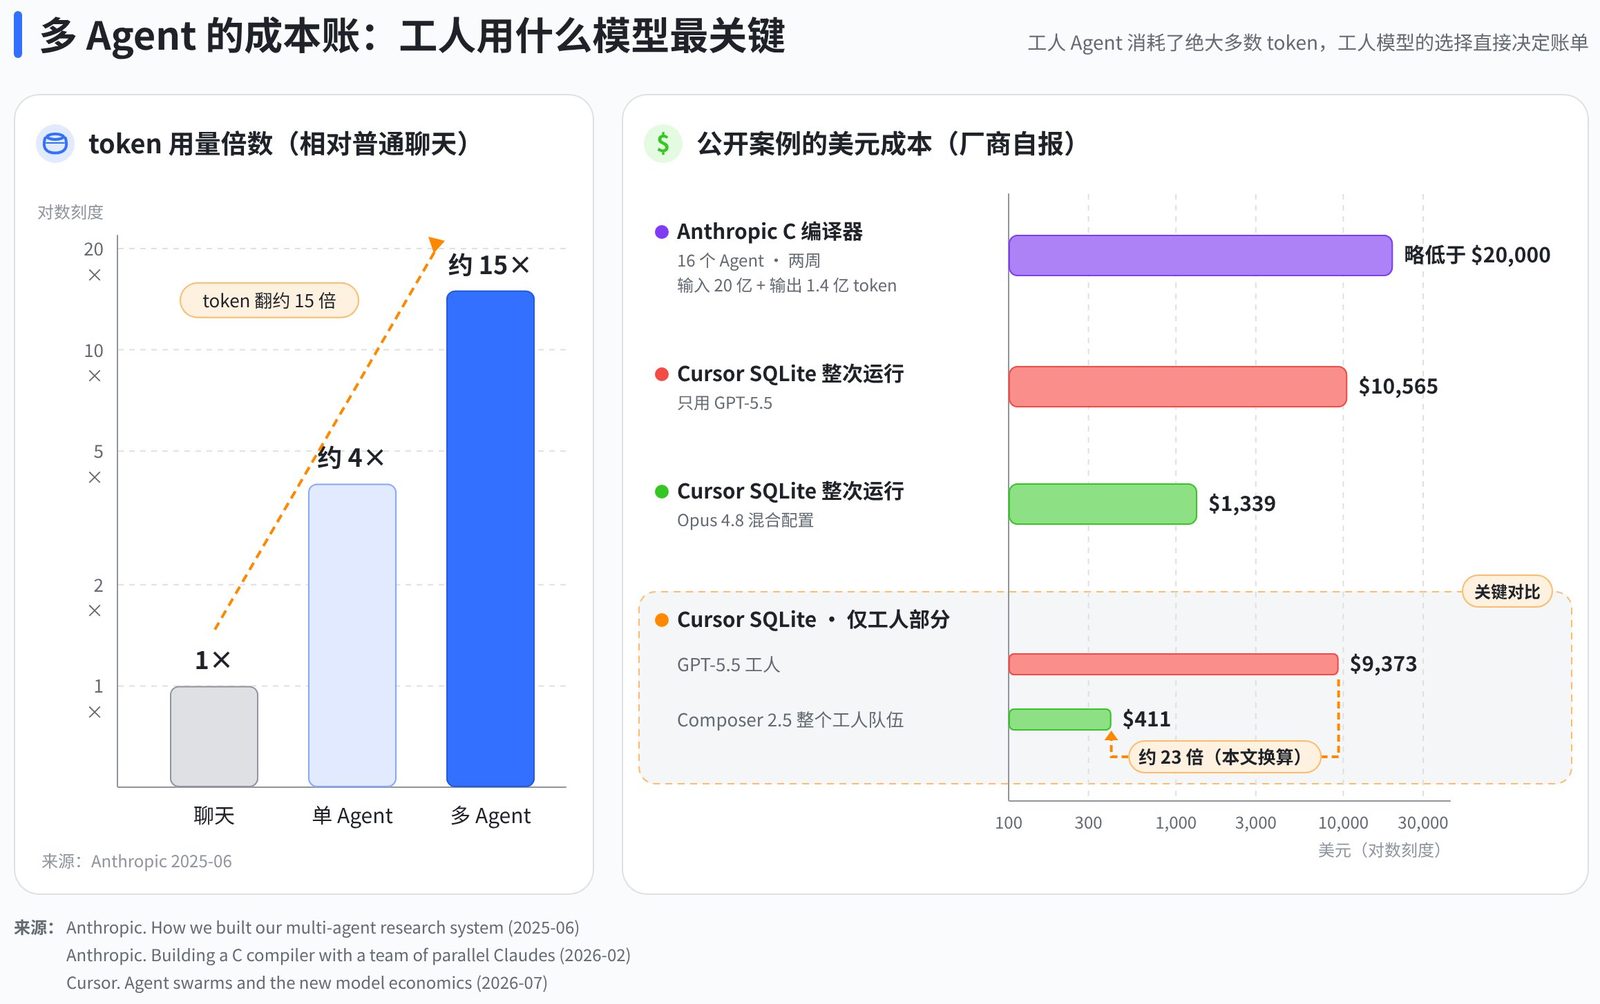 多 Agent 的成本账：工人用什么模型最关键
工人 Agent 消耗了绝大多数 token，工人模型的选择直接决定账单
token 用量倍数（相对普通聊天）
对数刻度
20
×
10
×
5
×
2
×
1
×
token 翻约 15 倍
约 15×
约 4×
1×
聊天
单 Agent
多 Agent
来源：Anthropic 2025-06
$
公开案例的美元成本（厂商自报）
Anthropic C 编译器
16 个 Agent · 两周
输入 20 亿 + 输出 1.4 亿 token
略低于 $20,000
Cursor SQLite 整次运行
只用 GPT-5.5
$10,565
Cursor SQLite 整次运行
Opus 4.8 混合配置
$1,339
关键对比
Cursor SQLite · 仅工人部分
GPT-5.5 工人
$9,373
Composer 2.5 整个工人队伍
$411
约 23 倍（本文换算）
100 300 1,000 3,000 10,000 30,000
美元（对数刻度）
来源： Anthropic. How we built our multi-agent research system (2025-06)
Anthropic. Building a C compiler with a team of parallel Claudes (2026-02)
Cursor. Agent swarms and the new model economics (2026-07)